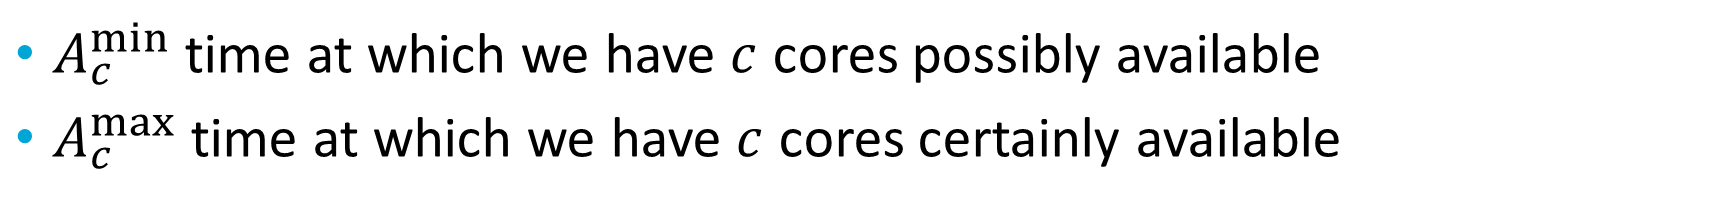 • $A_c^{\min}$ time at which we have $c$ cores possibly available
• $A_c^{\max}$ time at which we have $c$ cores certainly available